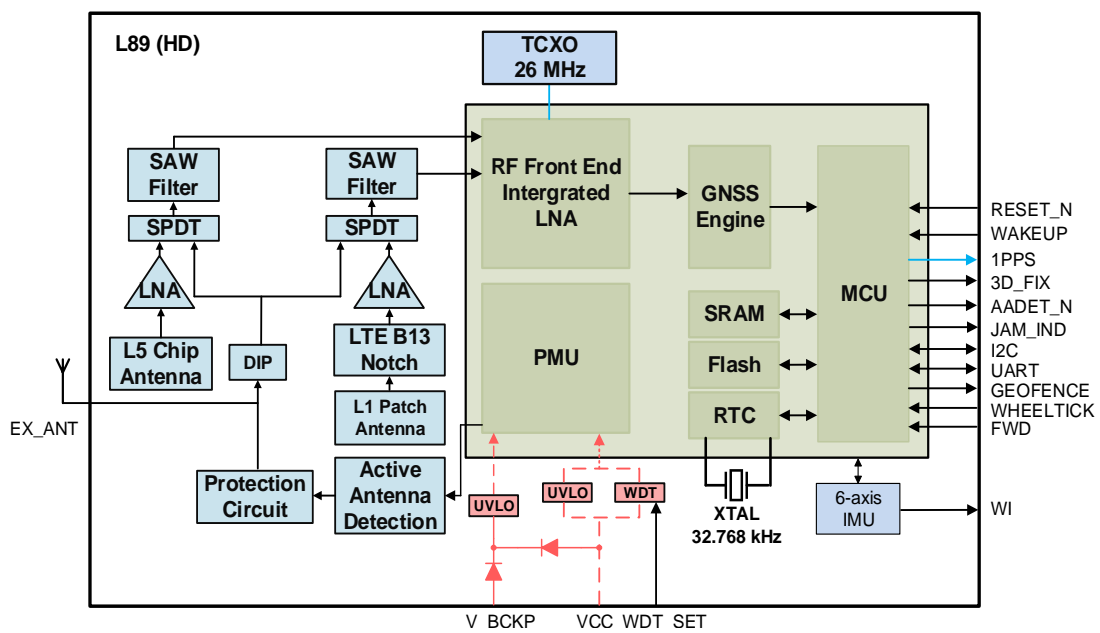 L89 (HD)
TCXO
26 MHz
SAW
Filter
SAW
Filter
RF Front End
Intergrated
LNA
GNSS
Engine
MCU
SPDT
SPDT
LNA
LNA
L5 Chip
Antenna
DIP
LTE B13
Notch
L1 Patch
Antenna
EX_ANT
PMU
SRAM
Flash
RTC
RESET_N
WAKEUP
1PPS
3D_FIX
AADET_N
JAM_IND
I2C
UART
GEOFENCE
WHEELTICK
FWD
Protection
Circuit
Active
Antenna
Detection
UVLO
UVLO
WDT
XTAL
32.768 kHz
6-axis
IMU
WI
V_BCKP
VCC
WDT_SET